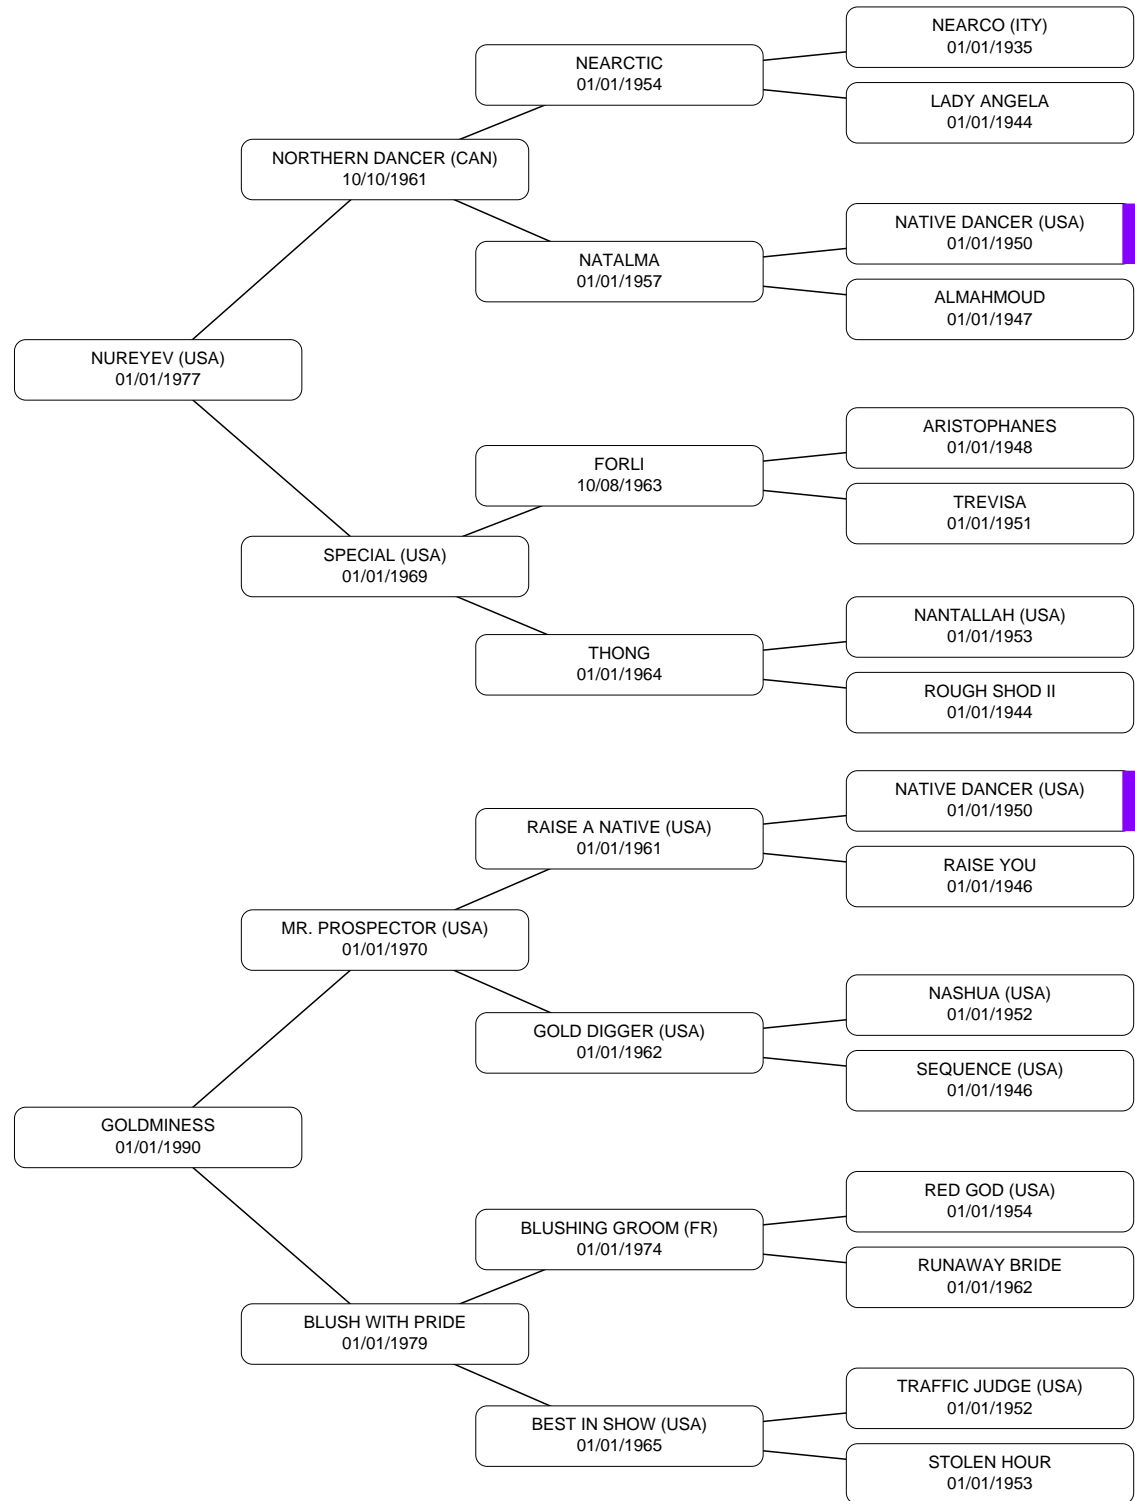 NEARCO (ITY)
01/01/1935
NEARCTIC
01/01/1954
LADY ANGELA
01/01/1944
NORTHERN DANCER (CAN)
10/10/1961
NATIVE DANCER (USA)
01/01/1950
NATALMA
01/01/1957
ALMAHMOUD
01/01/1947
NUREYEV (USA)
01/01/1977
ARISTOPHANES
01/01/1948
FORLI
10/08/1963
TREVISA
01/01/1951
SPECIAL (USA)
01/01/1969
NANTALLAH (USA)
01/01/1953
THONG
01/01/1964
ROUGH SHOD II
01/01/1944
NATIVE DANCER (USA)
01/01/1950
RAISE A NATIVE (USA)
01/01/1961
RAISE YOU
01/01/1946
MR. PROSPECTOR (USA)
01/01/1970
NASHUA (USA)
01/01/1952
GOLD DIGGER (USA)
01/01/1962
SEQUENCE (USA)
01/01/1946
GOLDMINESS
01/01/1990
RED GOD (USA)
01/01/1954
BLUSHING GROOM (FR)
01/01/1974
RUNAWAY BRIDE
01/01/1962
BLUSH WITH PRIDE
01/01/1979
TRAFFIC JUDGE (USA)
01/01/1952
BEST IN SHOW (USA)
01/01/1965
STOLEN HOUR
01/01/1953